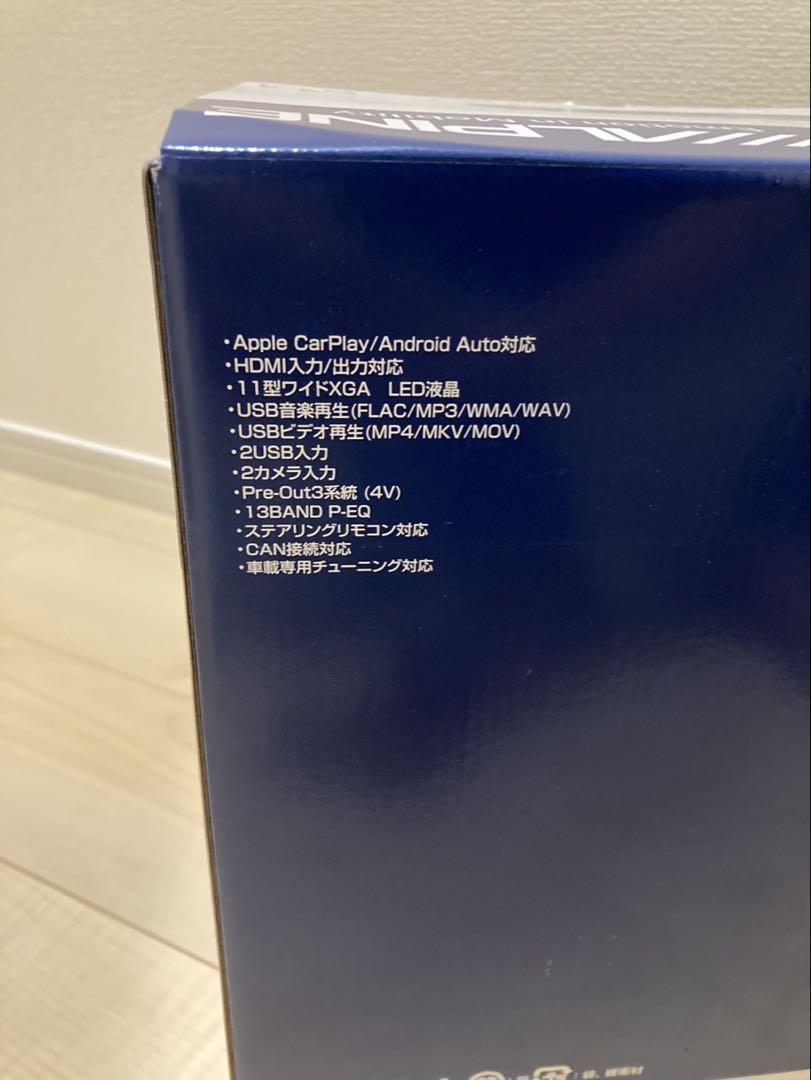 ALPINE
・Apple CarPlay/Android Auto対応
・HDMI入力/出力対応
・11型ワイドXGA LED液晶
・USB音楽再生(FLAC/MP3/WMA/WAV)
・USBビデオ再生(MP4/MKV/MOV)
・2USB入力
・2カメラ入力
・Pre-Out3系統 (4V)
・13BAND P-EQ
・ステアリングリモコン対応
・CAN接続対応
・車載専用チューニング対応
袋、緩衝材